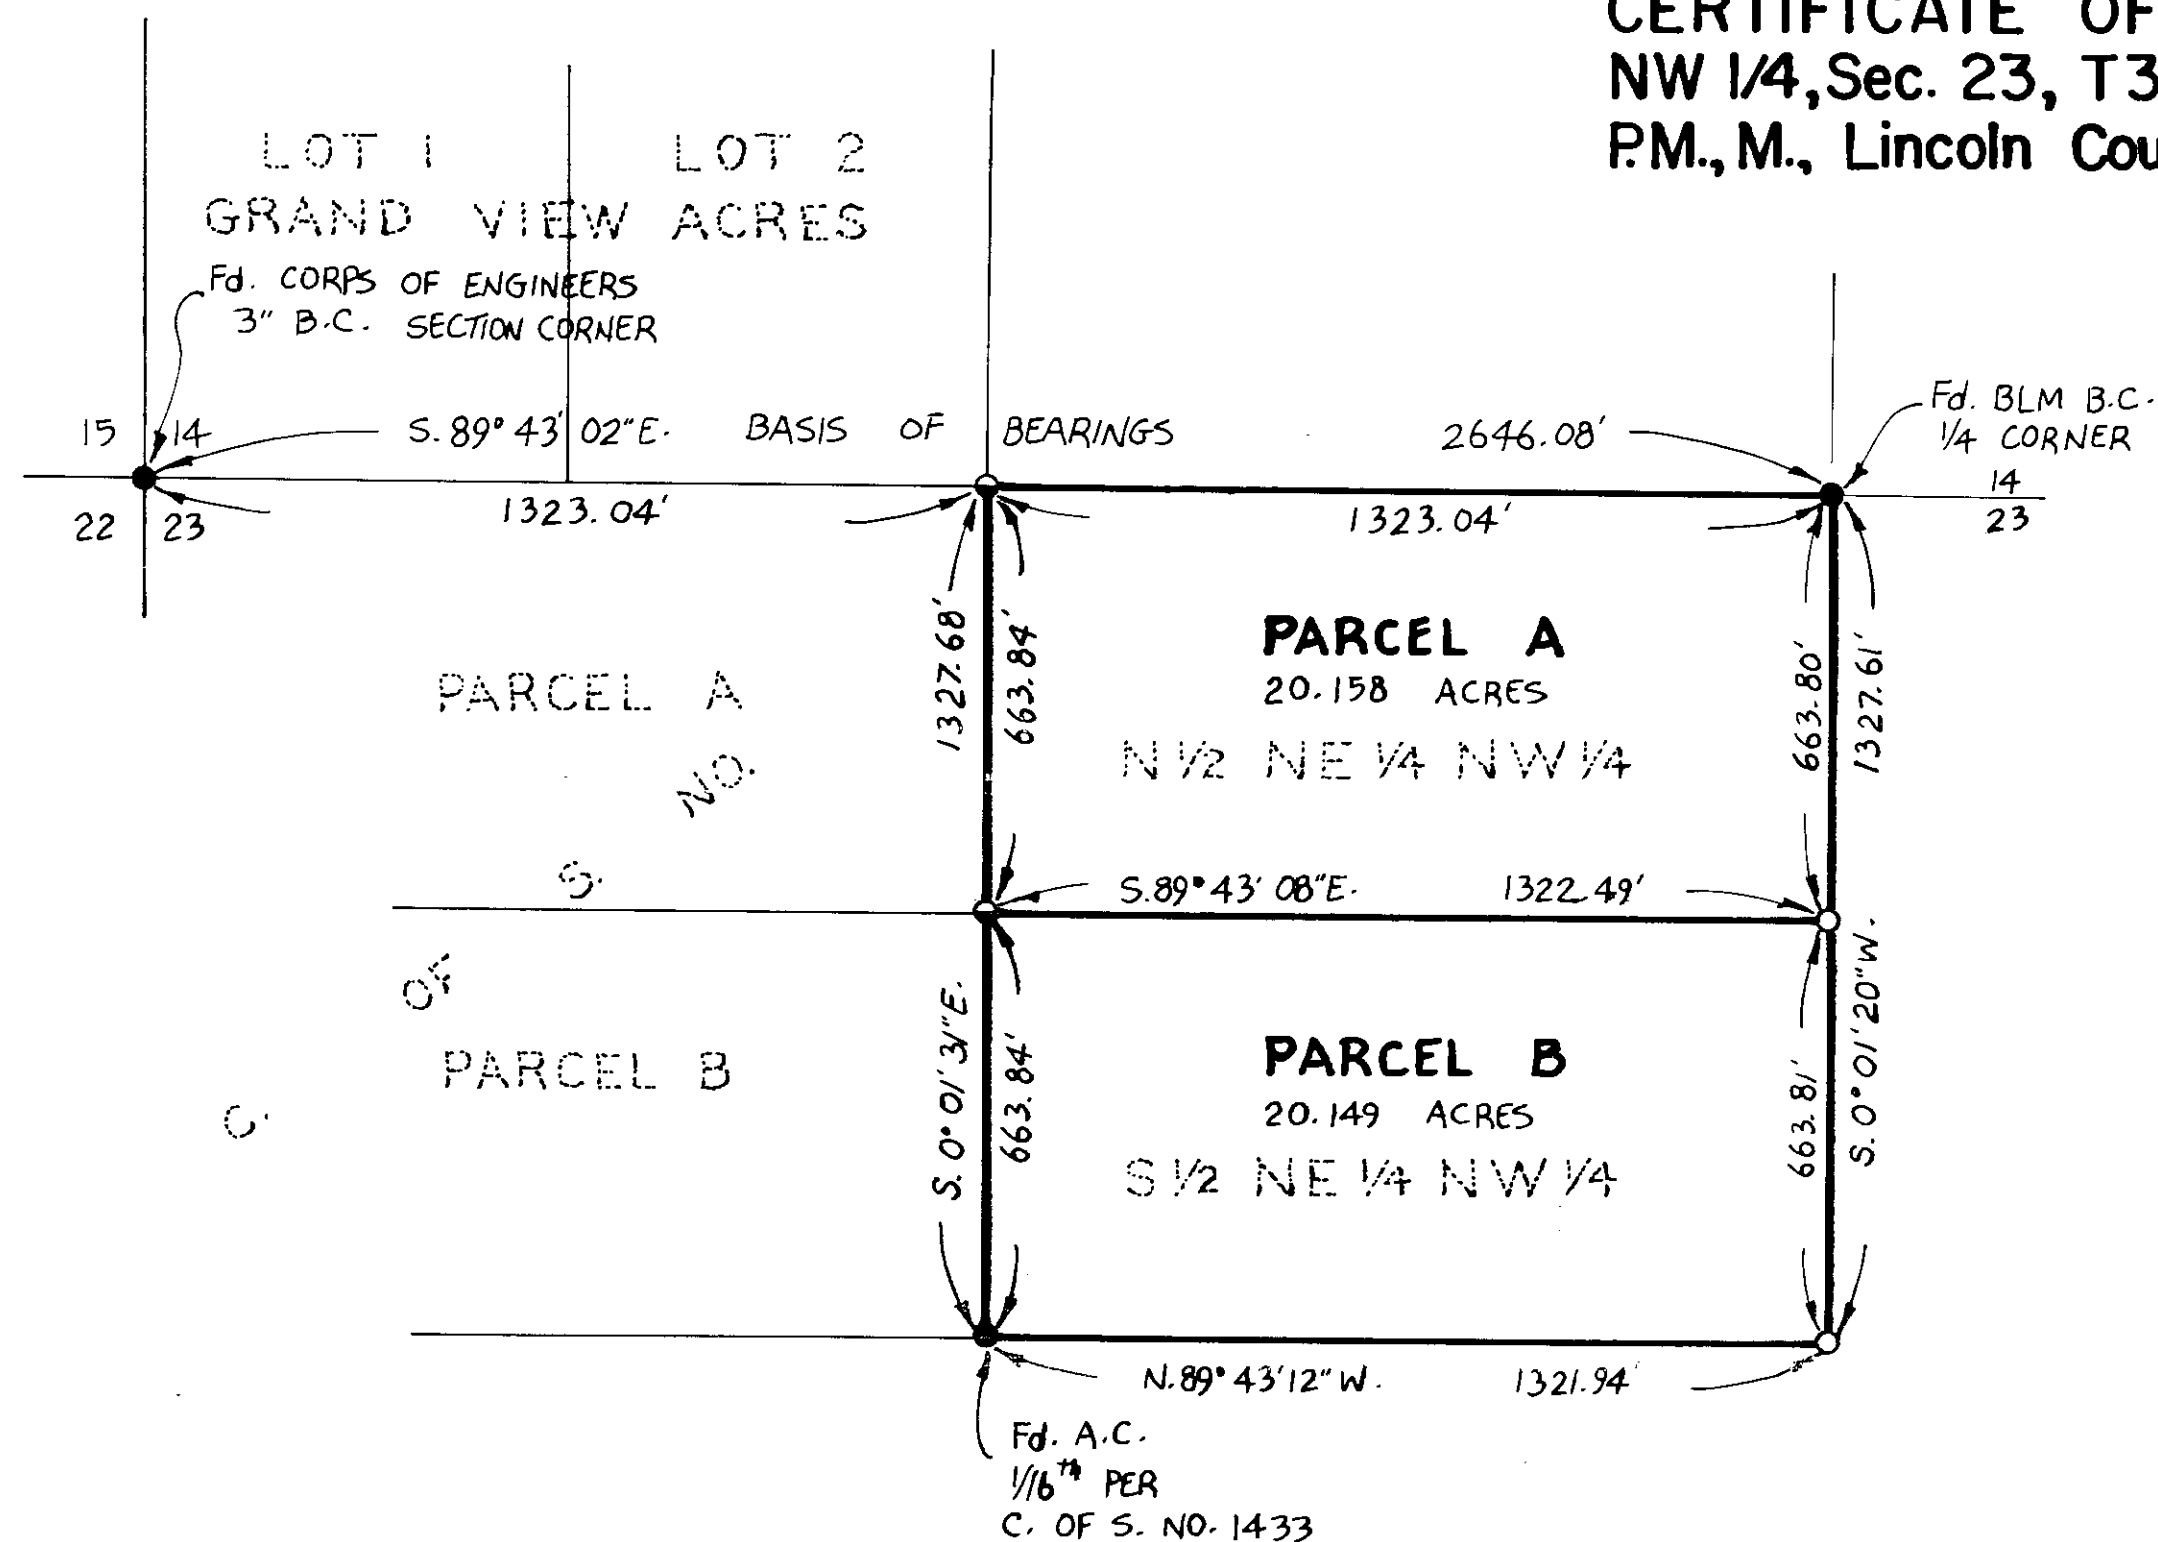 CERTIFICATE OF
NW 1/4, Sec. 23, T3
P.M., M., Lincoln Cou
LOT 1
LOT 2
GRAND VIEW ACRES
Fd. CORPS OF ENGINEERS
3" B.C. SECTION CORNER
Fd. BLM B.C.
1/4 CORNER
15 14
S. 89° 43' 02" E. BASIS OF BEARINGS 2646.08'
14
22 23
1323.04'
1323.04'
23
1327.68'
663.84'
PARCEL A
20.158 ACRES
N 1/2 NE 1/4 NW 1/4
663.80'
1327.61'
PARCEL A
NO.
S.
S. 89° 43' 08" E. 1322.49'
OF
PARCEL B
C.
S. 0° 01' 31" E.
663.84'
PARCEL B
20.149 ACRES
S 1/2 NE 1/4 NW 1/4
663.81'
S. 0° 01' 20" W.
N. 89° 43' 12" W. 1321.94'
Fd. A.C.
1/16th PER
C. OF S. NO. 1433